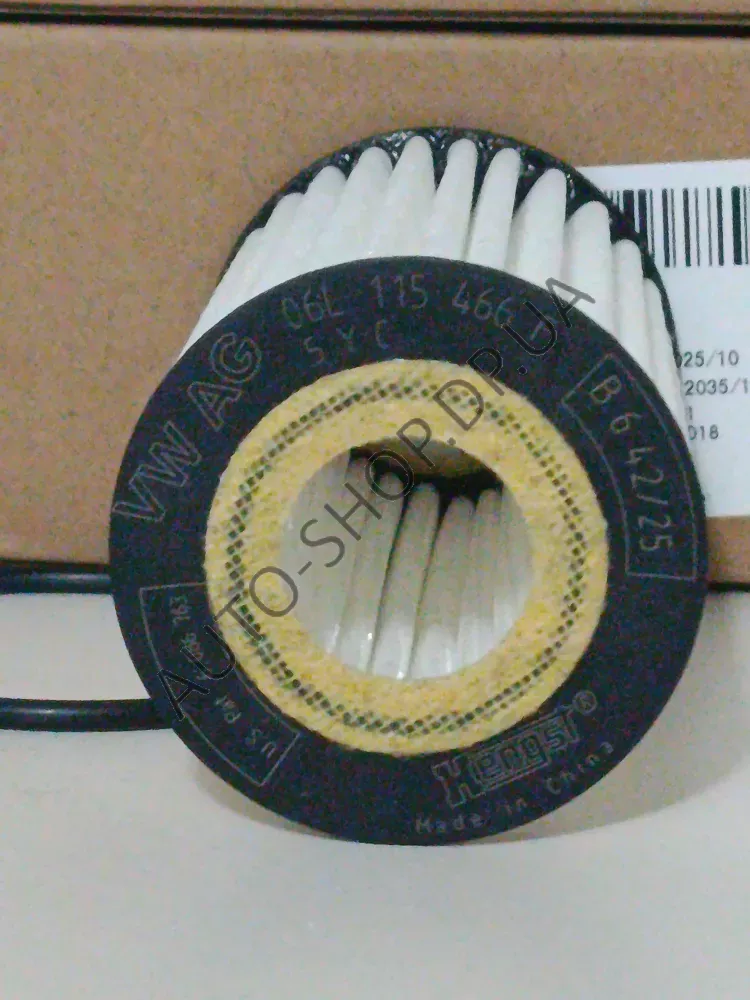 VW AG 06L 115 466
5 Y C
B 642/25
U.S Pat
763
Hengst®
Made in China
025/10
2035/1
018
AUTO-SHOP.DP.UA